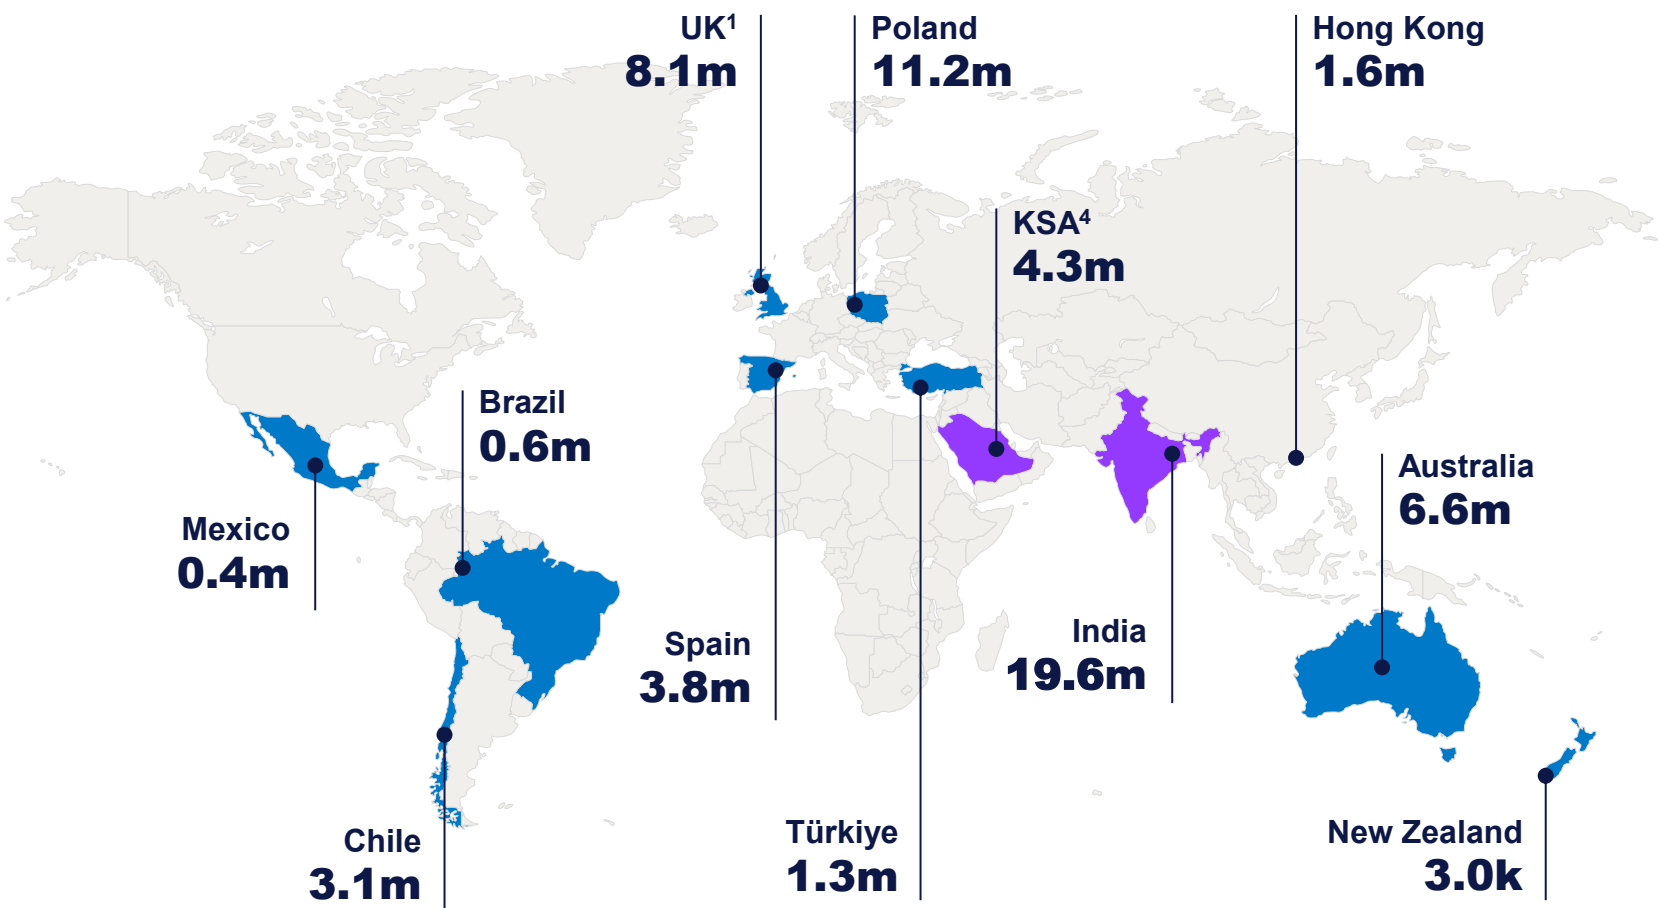 UK¹
8.1m
Poland
11.2m
Hong Kong
1.6m
KSA⁴
4.3m
Brazil
0.6m
Australia
6.6m
Mexico
0.4m
Spain
3.8m
India
19.6m
Chile
3.1m
Türkiye
1.3m
New Zealand
3.0k